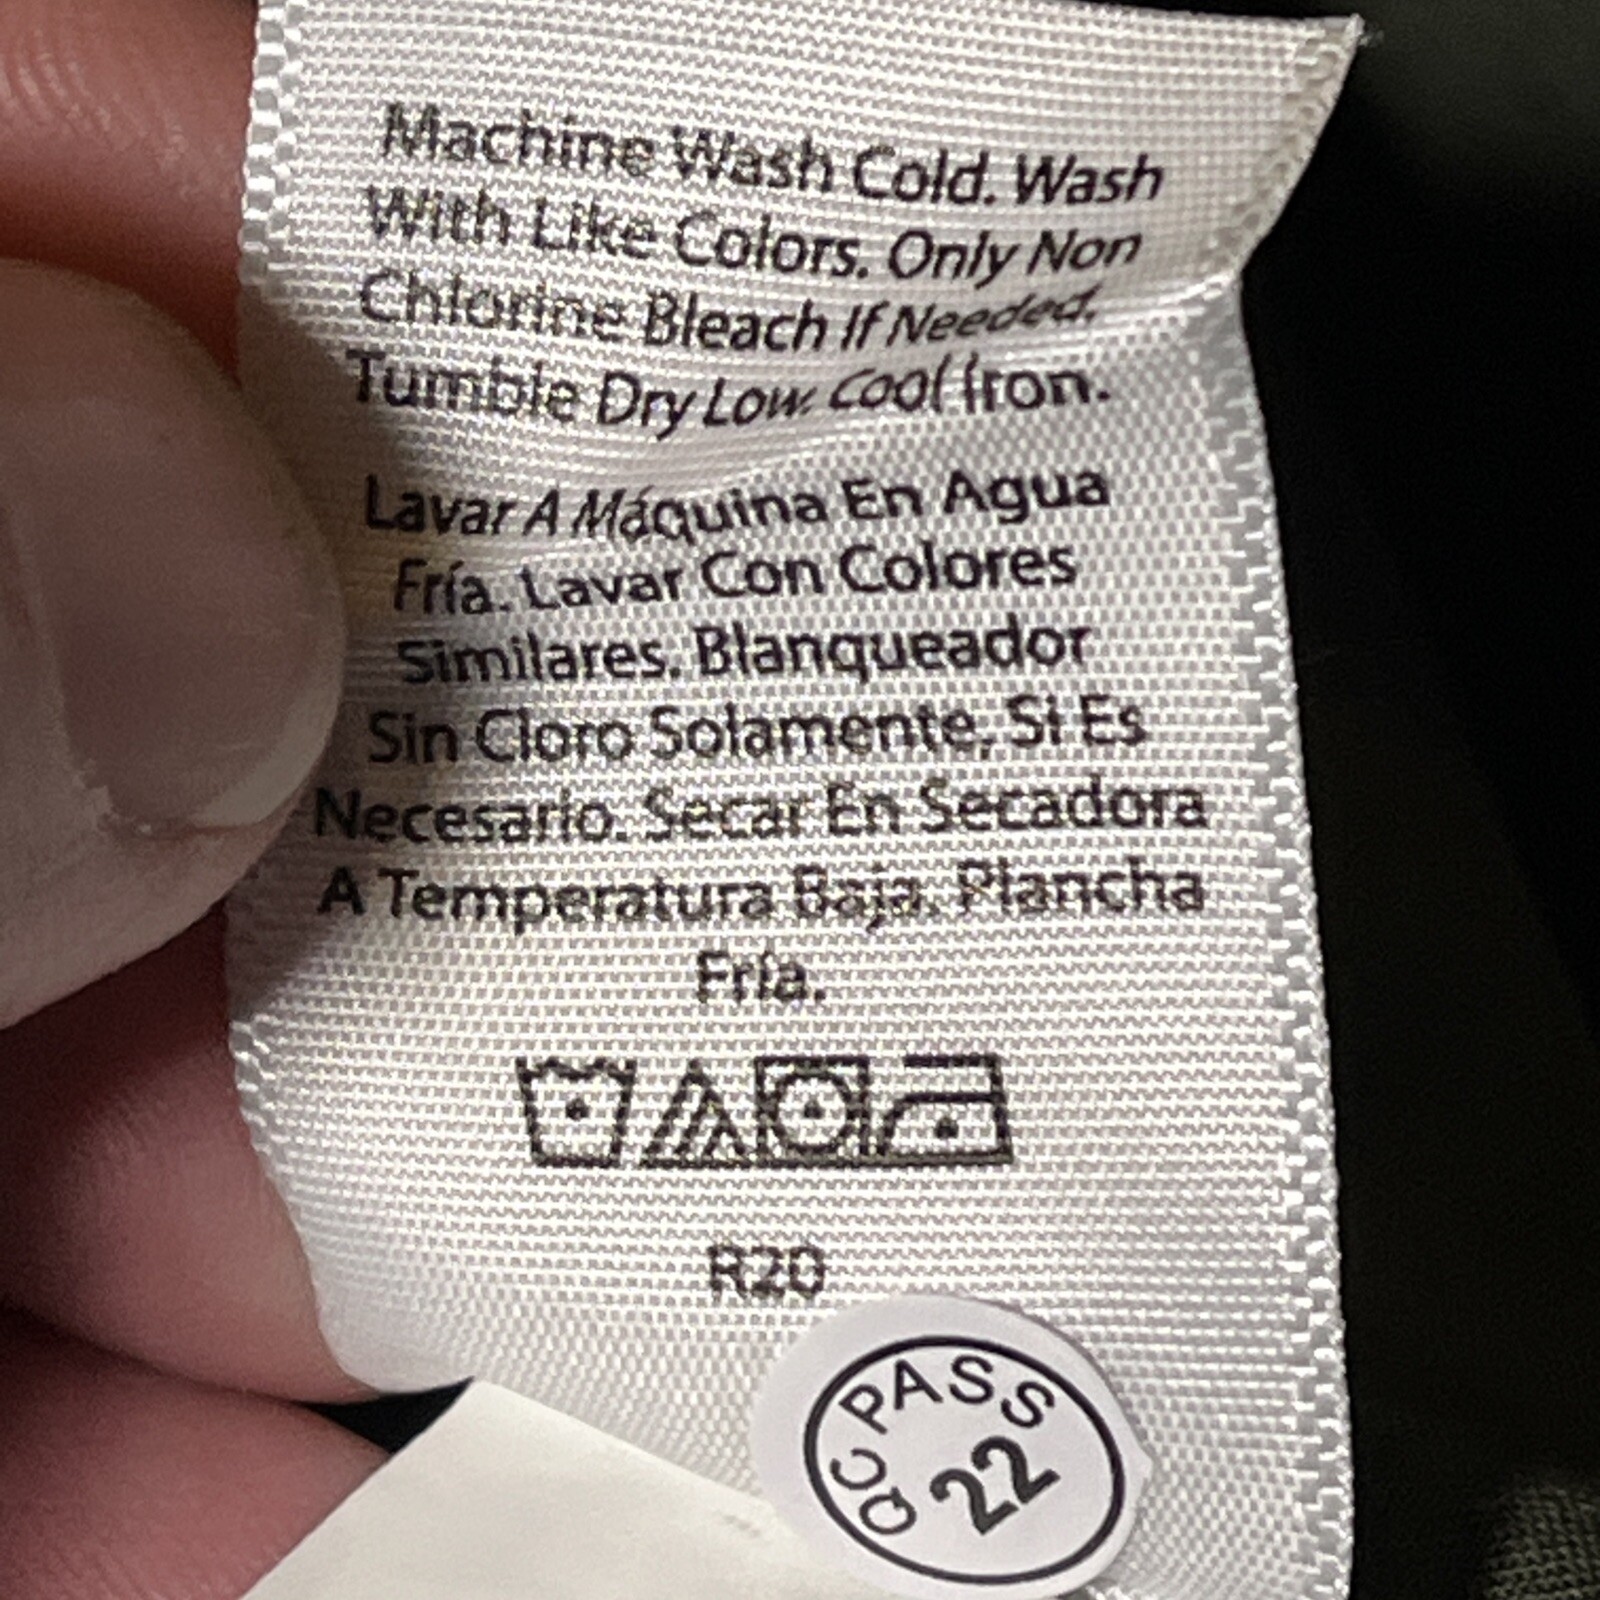 Machine Wash Cold. Wash
With Like Colors. Only Non
Chlorine Bleach If Needed.
Tumble Dry Low. Cool Iron.
Lavar A Máquina En Agua
Fría. Lavar Con Colores
Similares. Blanqueador
Sin Cloro Solamente, Si Es
Necesario. Secar En Secadora
A Temperatura Baja. Plancha
Fría.
R20
QC PASS
22